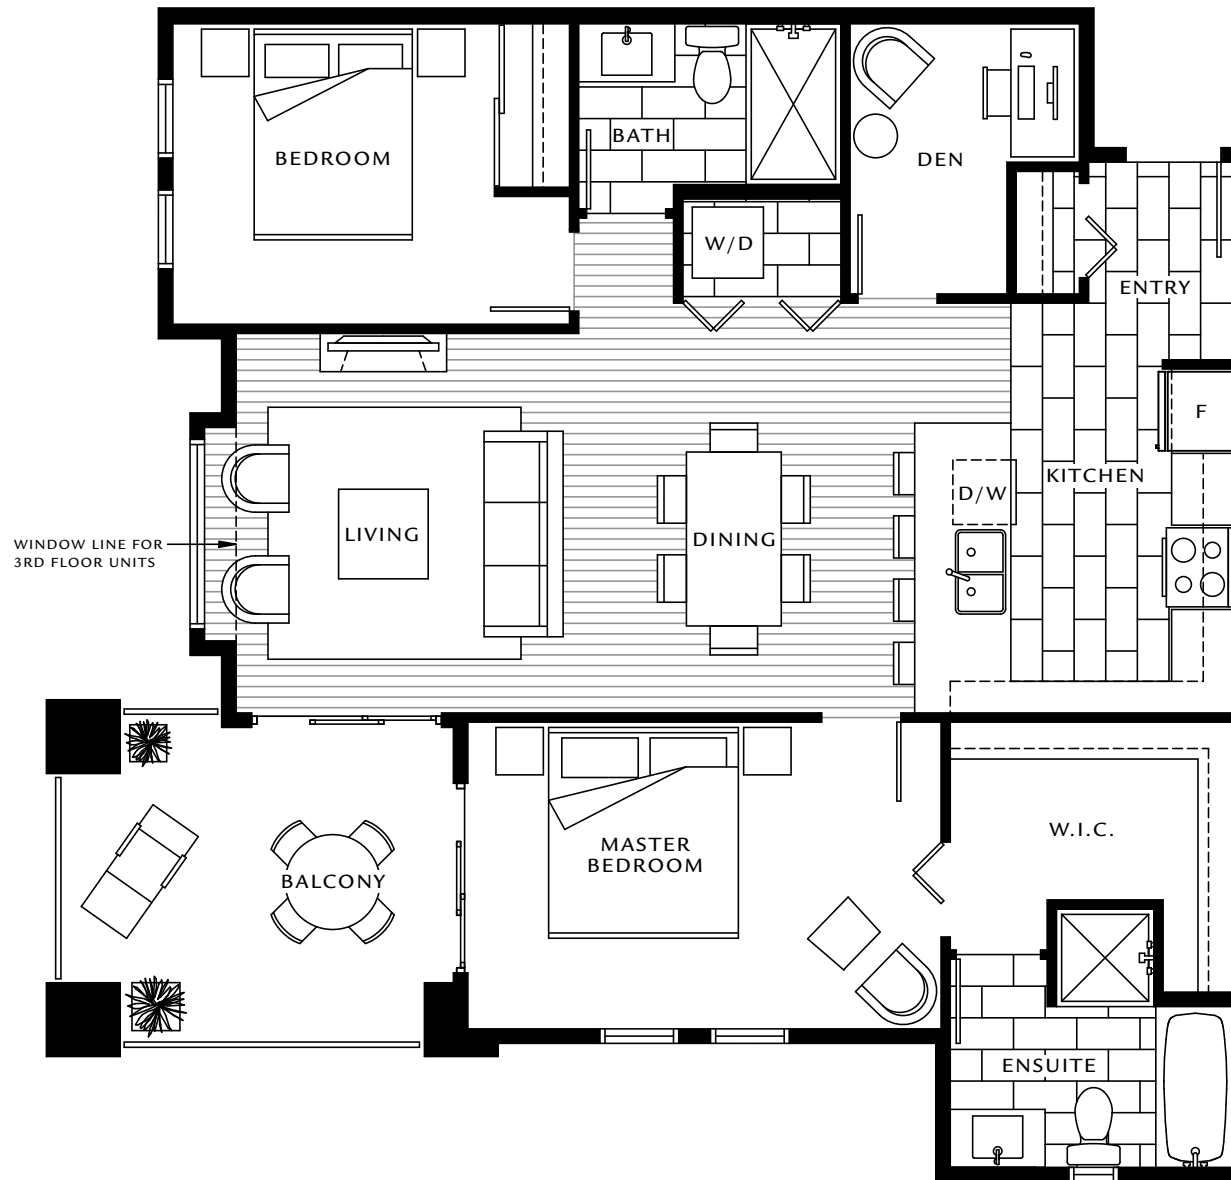 BEDROOM
BATH
DEN
W/D
ENTRY
F
KITCHEN
D/W
LIVING
DINING
WINDOW LINE FOR
3RD FLOOR UNITS
MASTER
BEDROOM
W.I.C.
BALCONY
ENSUITE